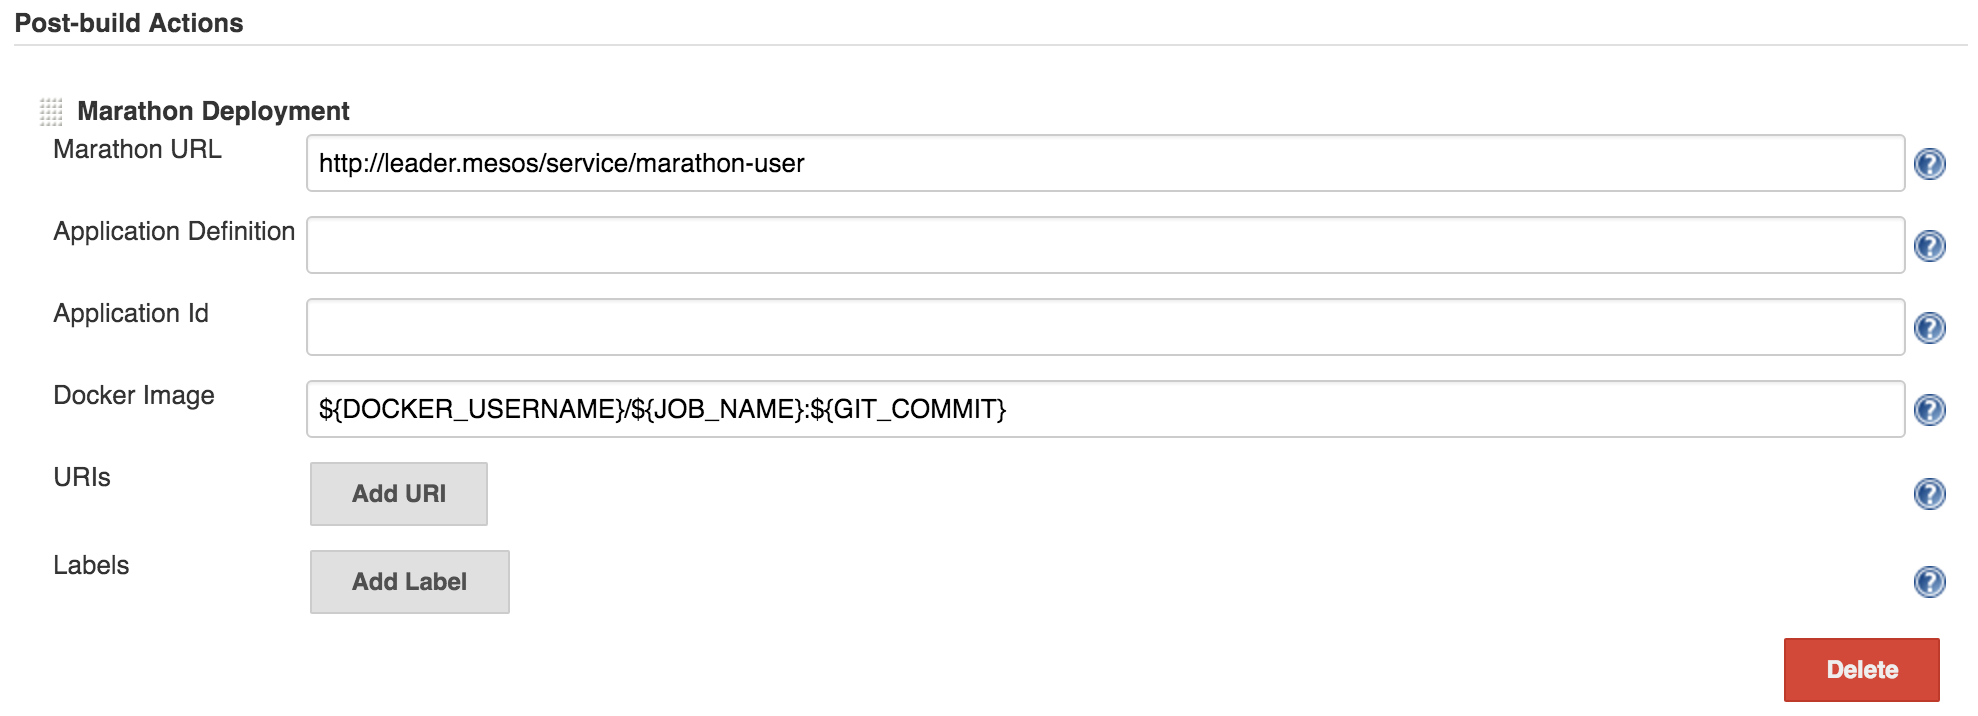 Post-build Actions
Marathon Deployment
Marathon URL
http://leader.mesos/service/marathon-user
?
Application Definition
?
Application Id
?
Docker Image
${DOCKER_USERNAME}/${JOB_NAME}:${GIT_COMMIT}
?
URIs
Add URI
?
Labels
Add Label
?
Delete